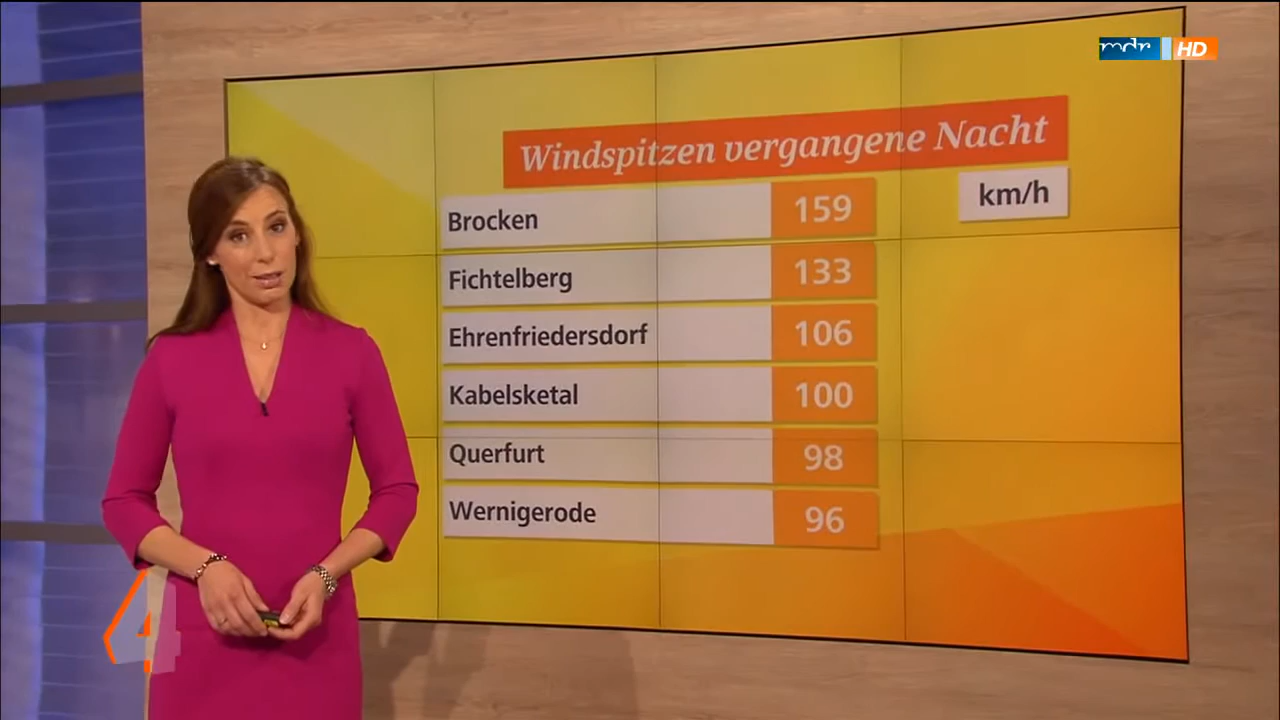 mdr HD
Windspitzen vergangene Nacht
km/h
Brocken 159
Fichtelberg 133
Ehrenfriedersdorf 106
Kabelsketal 100
Querfurt 98
Wernigerode 96
4